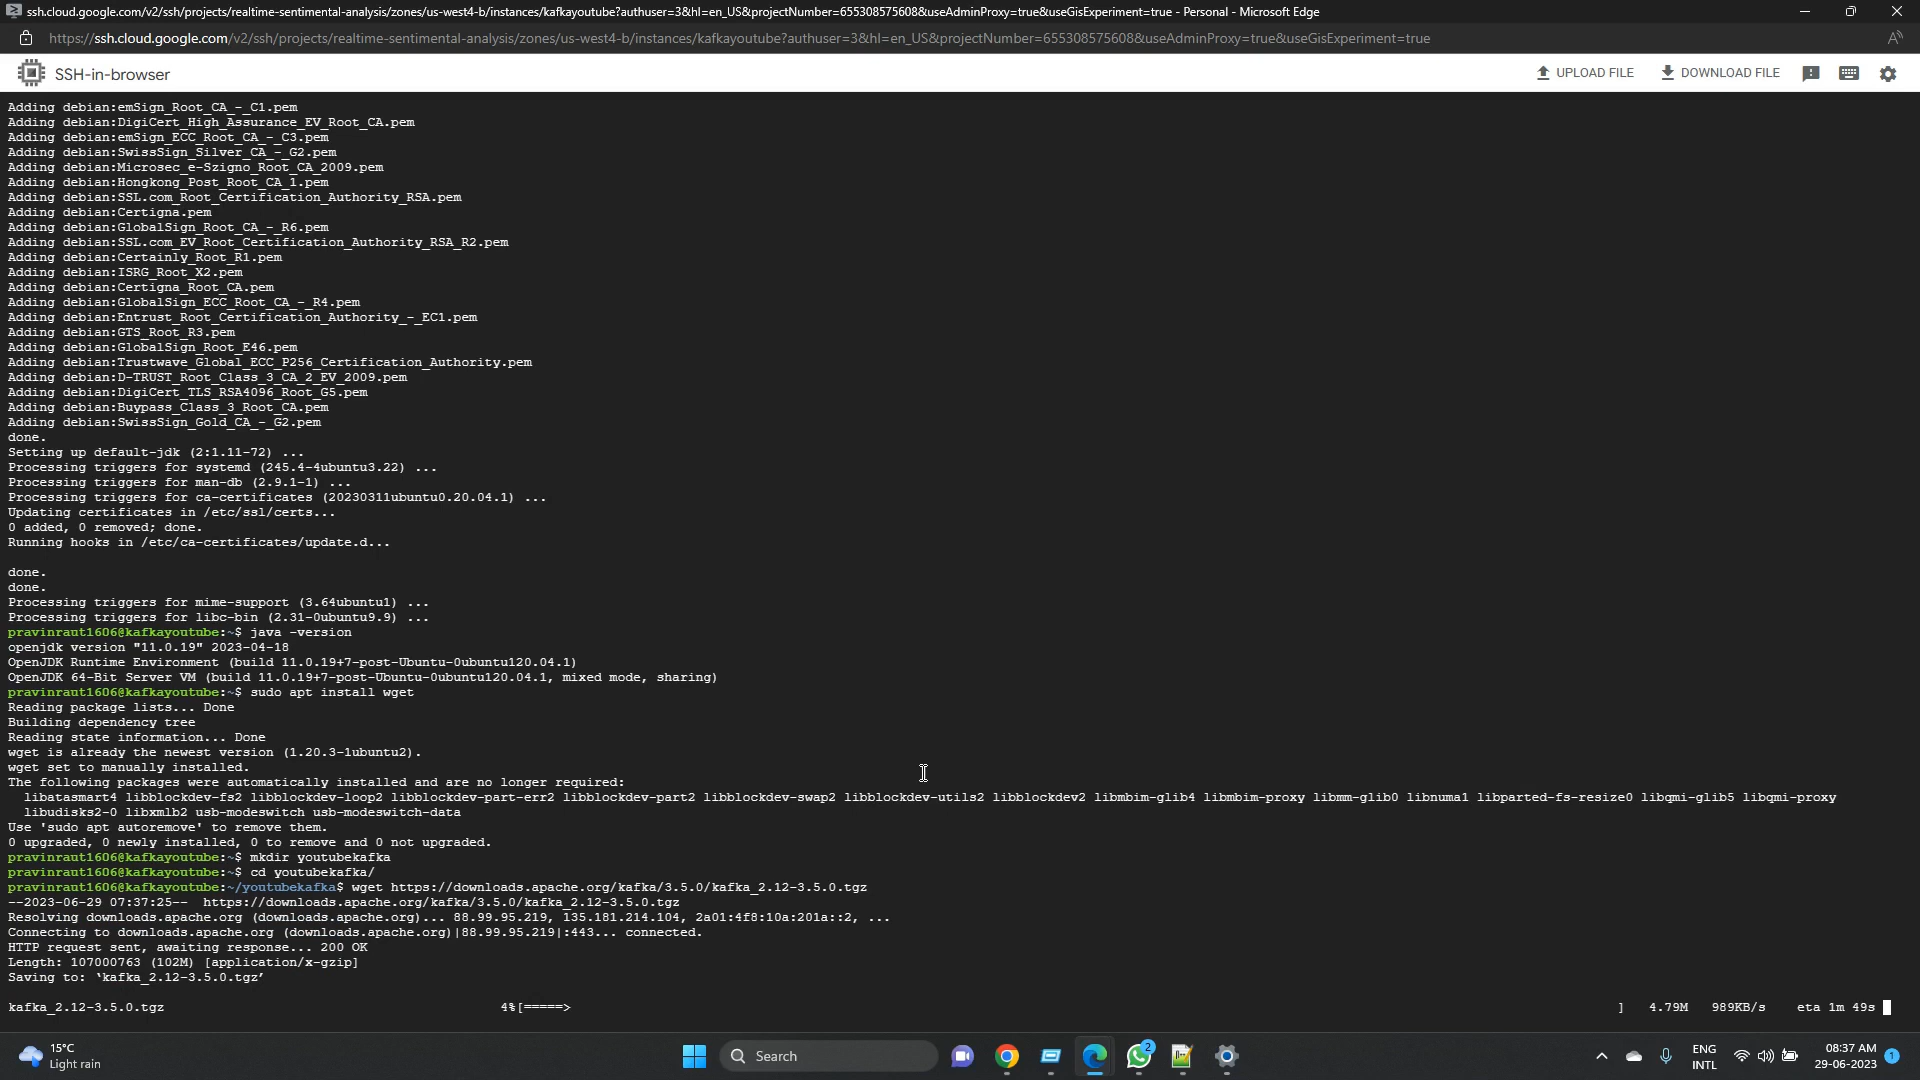 ssh.cloud.google.com/v2/ssh/projects/realtime-sentimental-analysis/zones/us-west4-b/instances/kafkayoutube?authuser=3&hl=en_US&projectNumber=655308575608&useAdminProxy=true&useGisExperiment=true - Personal - Microsoft Edge
https://ssh.cloud.google.com/v2/ssh/projects/realtime-sentimental-analysis/zones/us-west4-b/instances/kafkayoutube?authuser=3&hl=en_US&projectNumber=655308575608&useAdminProxy=true&useGisExperiment=true
SSH-in-browser
UPLOAD FILE
DOWNLOAD FILE
Adding debian:emSign_Root_CA_-_C1.pem
Adding debian:DigiCert_High_Assurance_EV_Root_CA.pem
Adding debian:emSign_ECC_Root_CA_-_C3.pem
Adding debian:SwissSign_Silver_CA_-_G2.pem
Adding debian:Microsec_e-Szigno_Root_CA_2009.pem
Adding debian:Hongkong_Post_Root_CA_1.pem
Adding debian:SSL.com_Root_Certification_Authority_RSA.pem
Adding debian:Certigna.pem
Adding debian:GlobalSign_Root_CA_-_R6.pem
Adding debian:SSL.com_EV_Root_Certification_Authority_RSA_R2.pem
Adding debian:Certainly_Root_R1.pem
Adding debian:ISRG_Root_X2.pem
Adding debian:Certigna_Root_CA.pem
Adding debian:GlobalSign_ECC_Root_CA_-_R4.pem
Adding debian:Entrust_Root_Certification_Authority_-_EC1.pem
Adding debian:GTS_Root_R3.pem
Adding debian:GlobalSign_Root_E46.pem
Adding debian:Trustwave_Global_ECC_P256_Certification_Authority.pem
Adding debian:D-TRUST_Root_Class_3_CA_2_EV_2009.pem
Adding debian:DigiCert_TLS_RSA4096_Root_G5.pem
Adding debian:Buypass_Class_3_Root_CA.pem
Adding debian:SwissSign_Gold_CA_-_G2.pem
done.
Setting up default-jdk (2:1.11-72) ...
Processing triggers for systemd (245.4-4ubuntu3.22) ...
Processing triggers for man-db (2.9.1-1) ...
Processing triggers for ca-certificates (20230311ubuntu0.20.04.1) ...
Updating certificates in /etc/ssl/certs...
0 added, 0 removed; done.
Running hooks in /etc/ca-certificates/update.d...
done.
done.
Processing triggers for mime-support (3.64ubuntu1) ...
Processing triggers for libc-bin (2.31-0ubuntu9.9) ...
pravinraut1606@kafkayoutube:~$ java -version
openjdk version "11.0.19" 2023-04-18
OpenJDK Runtime Environment (build 11.0.19+7-post-Ubuntu-0ubuntu120.04.1)
OpenJDK 64-Bit Server VM (build 11.0.19+7-post-Ubuntu-0ubuntu120.04.1, mixed mode, sharing)
pravinraut1606@kafkayoutube:~$ sudo apt install wget
Reading package lists... Done
Building dependency tree
Reading state information... Done
wget is already the newest version (1.20.3-1ubuntu2).
wget set to manually installed.
The following packages were automatically installed and are no longer required:
libatasmart4 libblockdev-fs2 libblockdev-loop2 libblockdev-part-err2 libblockdev-part2 libblockdev-swap2 libblockdev-utils2 libblockdev2 libmbim-glib4 libmbim-proxy libmm-glib0 libnuma1 libparted-fs-resize0 libqmi-glib5 libqmi-proxy
libudisks2-0 libxmlb2 usb-modeswitch usb-modeswitch-data
Use 'sudo apt autoremove' to remove them.
0 upgraded, 0 newly installed, 0 to remove and 0 not upgraded.
pravinraut1606@kafkayoutube:~$ mkdir youtubekafka
pravinraut1606@kafkayoutube:~$ cd youtubekafka/
pravinraut1606@kafkayoutube:~/youtubekafka$ wget https://downloads.apache.org/kafka/3.5.0/kafka_2.12-3.5.0.tgz
--2023-06-29 07:37:25-- https://downloads.apache.org/kafka/3.5.0/kafka_2.12-3.5.0.tgz
Resolving downloads.apache.org (downloads.apache.org)... 88.99.95.219, 135.181.214.104, 2a01:4f8:10a:201a::2, ...
Connecting to downloads.apache.org (downloads.apache.org)|88.99.95.219|:443... connected.
HTTP request sent, awaiting response... 200 OK
Length: 107000763 (102M) [application/x-gzip]
Saving to: ‘kafka_2.12-3.5.0.tgz’
kafka_2.12-3.5.0.tgz 4%[=====> ] 4.79M 989KB/s eta 1m 49s
15°C
Light rain
Search
2
ENG
INTL
08:37 AM
29-06-2023
1